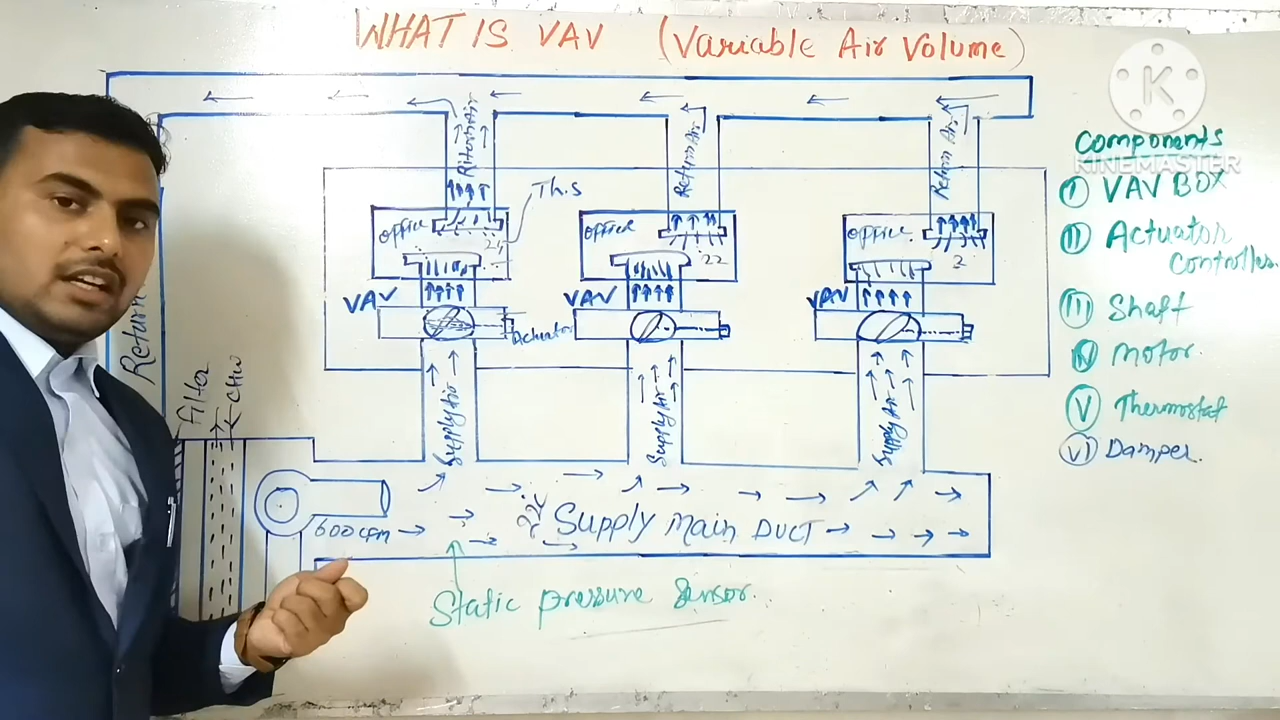 WHAT IS VAV (Variable Air Volume)
K
KINEMASTER
Components
I VAV BOX
II Actuator
Controller.
III Shaft
IV Motor.
V Thermostat
VI Damper.
Return Air
Return Air
Th.S
office
24
office
22
office.
2
VAV
VAV
VAV
Actuator
Return
Filter
CHW
Supply Air
Supply Air
Supply Air
600 cfm
Supply main DUCT
Static pressure Sensor.